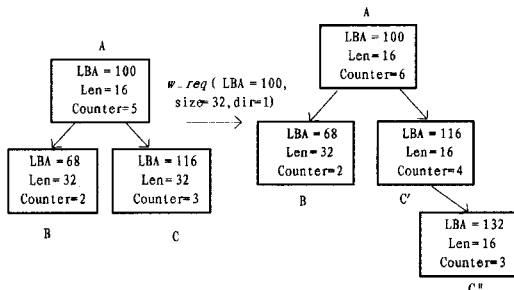 A
LBA = 100
Len = 16
Counter=5
LBA = 68
Len = 32
Counter=2
B
LBA = 116
Len = 32
Counter=3
C
w_req ( LBA = 100,
size=32, dir=1)
A
LBA = 100
Len = 16
Counter=6
LBA = 68
Len = 32
Counter=2
B
LBA = 116
Len = 16
Counter=4
C′
LBA = 132
Len = 16
Counter=3
C″